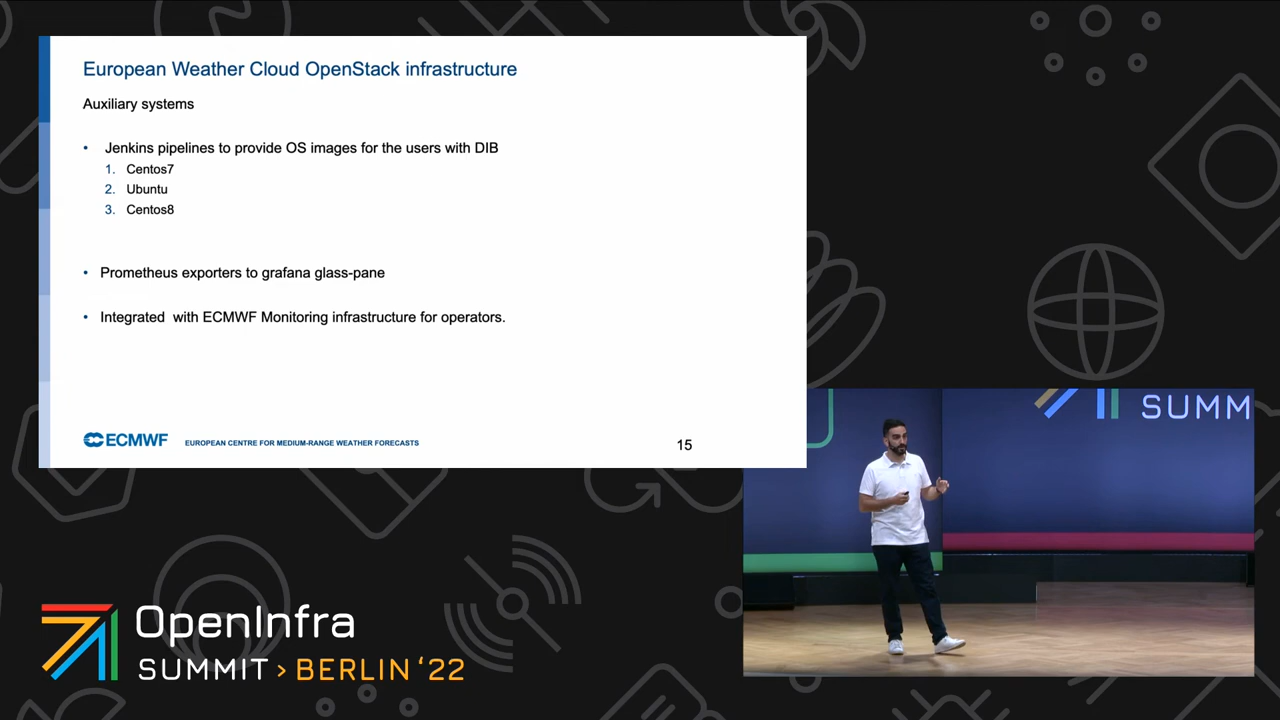 European Weather Cloud OpenStack infrastructure
Auxiliary systems
• Jenkins pipelines to provide OS images for the users with DIB
1. Centos7
2. Ubuntu
3. Centos8
• Prometheus exporters to grafana glass-pane
• Integrated with ECMWF Monitoring infrastructure for operators.
ECMWF
EUROPEAN CENTRE FOR MEDIUM-RANGE WEATHER FORECASTS
15
SUMM
OpenInfra
SUMMIT > BERLIN ‘22